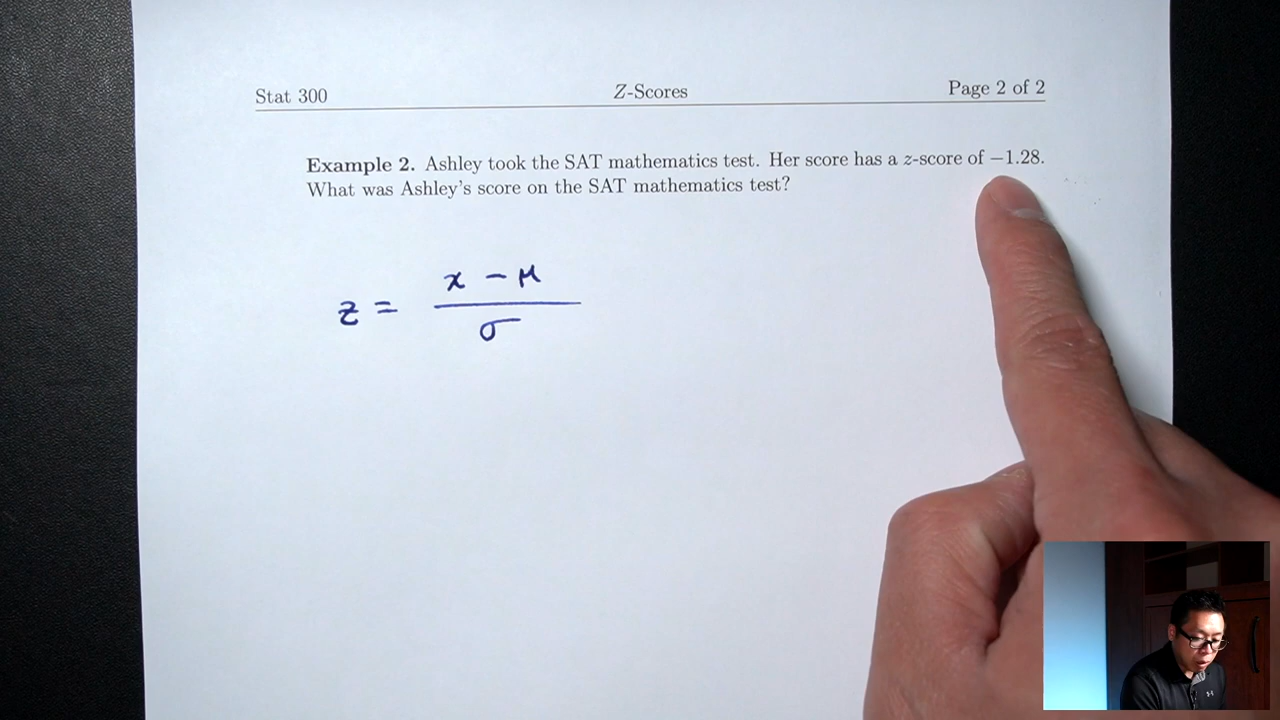 Stat 300 Z-Scores Page 2 of 2
Example 2. Ashley took the SAT mathematics test. Her score has a z-score of −1.28.
What was Ashley's score on the SAT mathematics test?
z = x − μ
σ